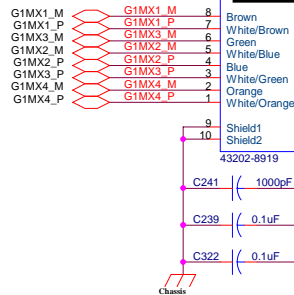 G1MX1_M G1MX1_M 8 Brown
G1MX1_P G1MX1_P 7 White/Brown
G1MX3_M G1MX3_M 6 Green
G1MX2_M G1MX2_M 5 White/Blue
G1MX2_P G1MX2_P 4 Blue
G1MX3_P G1MX3_P 3 White/Green
G1MX4_M G1MX4_M 2 Orange
G1MX4_P G1MX4_P 1 White/Orange
9 Shield1
10 Shield2
43202-8919
C241 1000pF
C239 0.1uF
C322 0.1uF
Chassis